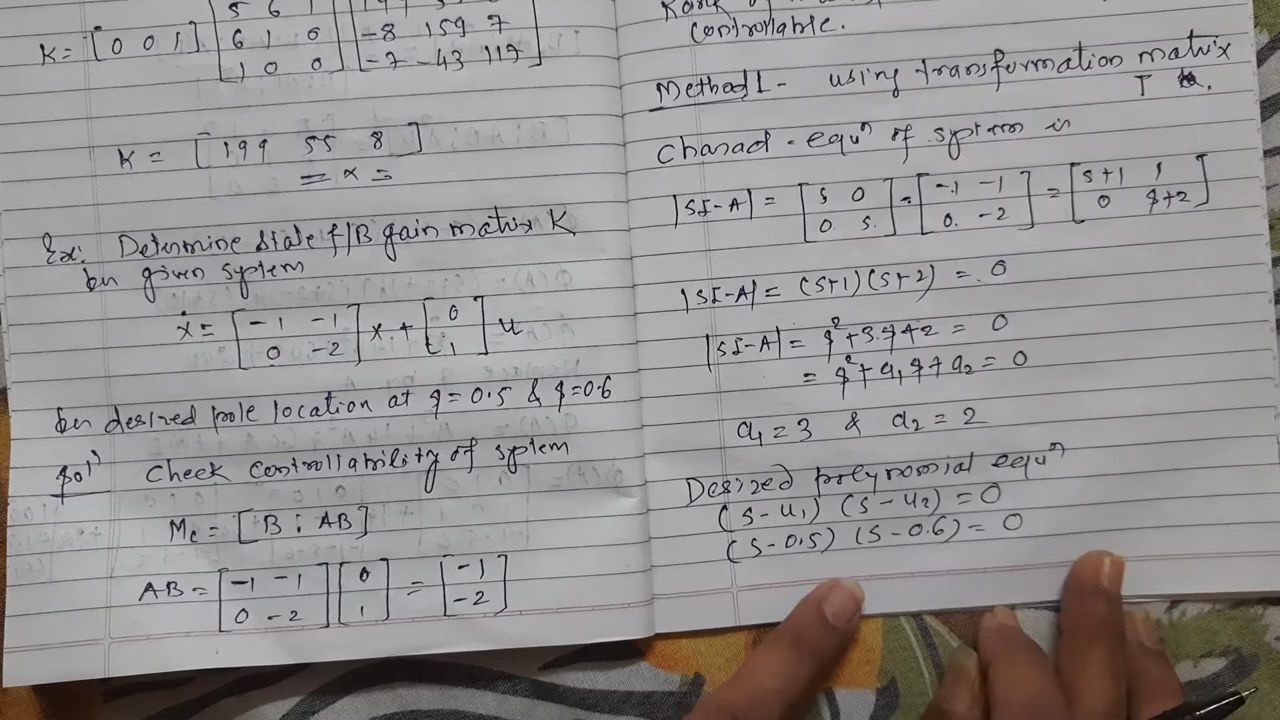 5 6 1
K = [0 0 1] [6 1 0] [-8 159 7]
1 0 0 -7 -43 117
K = [199 55 8]
= x =
Ex: Determine state f/B gain matrix K
for given system
ẋ = [-1 -1 0 -2] x + [0 1] u
for desired pole location at s=0.5 & s=0.6
Sol^n Check controllability of system
Mc = [B : AB]
AB = [-1 -1 0 -2] [0 1] = [-1 -2]
controllable.
Method 1 - using transformation matrix
T
Charact - equ^n of system is
|SI-A| = [s 0 0 s] - [-1 -1 0 -2] = [s+1 1 0 s+2]
|SI-A| = (s+1)(s+2) = 0
|SI-A| = s²+3s+2 = 0
= s²+a₁s+a₂ = 0
a₁ = 3 & a₂ = 2
Desired polynomial equ^n
(s-u₁) (s-u₂) = 0
(s-0.5) (s-0.6) = 0